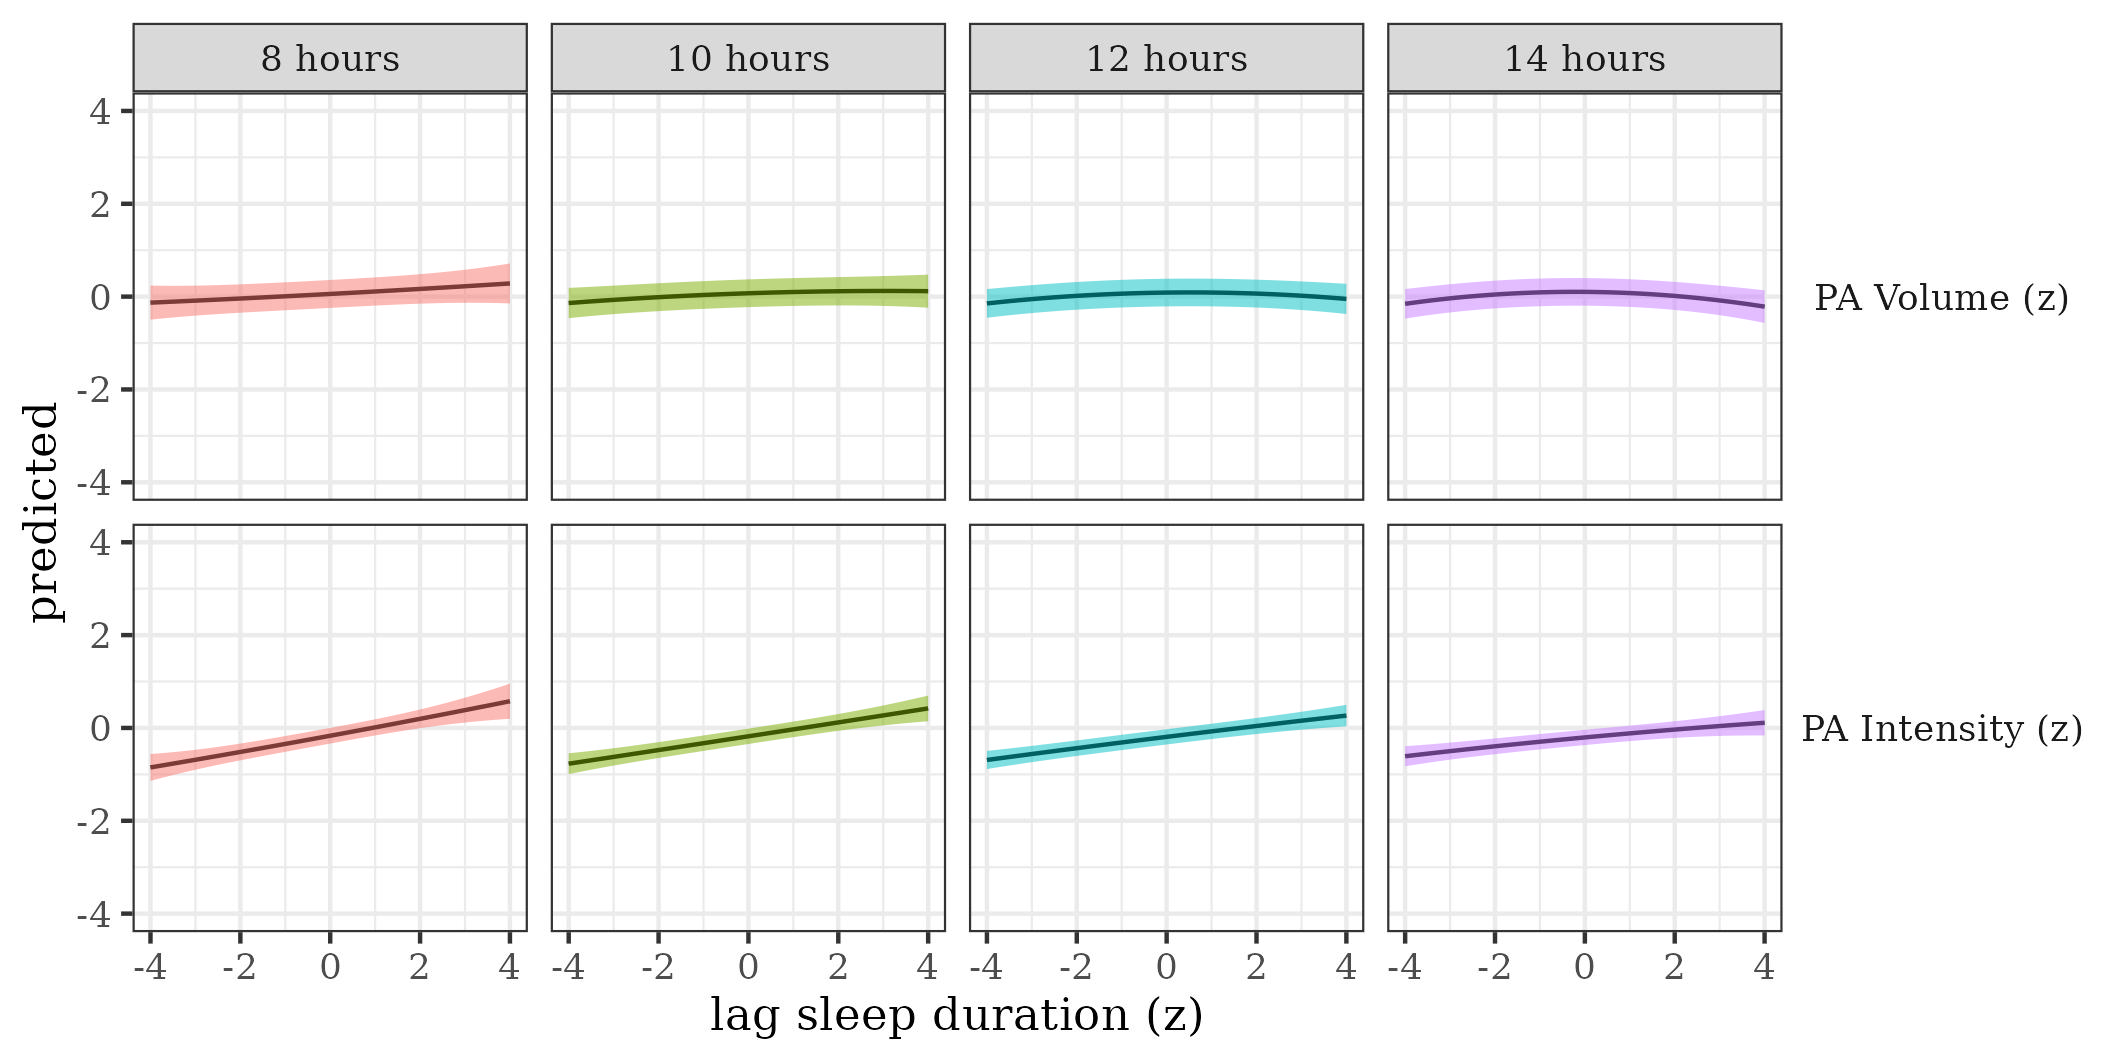 8 hours 10 hours 12 hours 14 hours
4
2
0
-2
-4
PA Volume (z)
predicted
4
2
0
-2
-4
PA Intensity (z)
-4 -2 0 2 4 -4 -2 0 2 4 -4 -2 0 2 4 -4 -2 0 2 4
lag sleep duration (z)